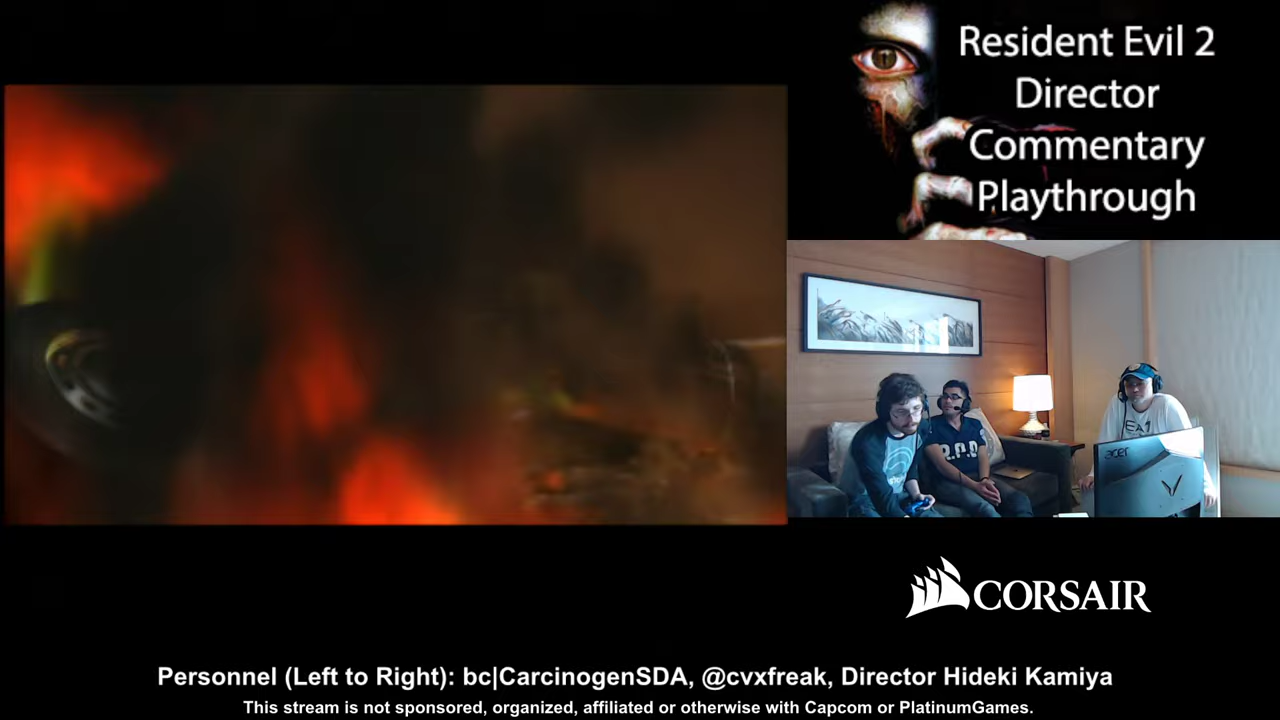 Resident Evil 2
Director
Commentary
Playthrough
R.P.D
acer
CORSAIR
Personnel (Left to Right): bc|CarcinogenSDA, @cvxfreak, Director Hideki Kamiya
This stream is not sponsored, organized, affiliated or otherwise with Capcom or PlatinumGames.